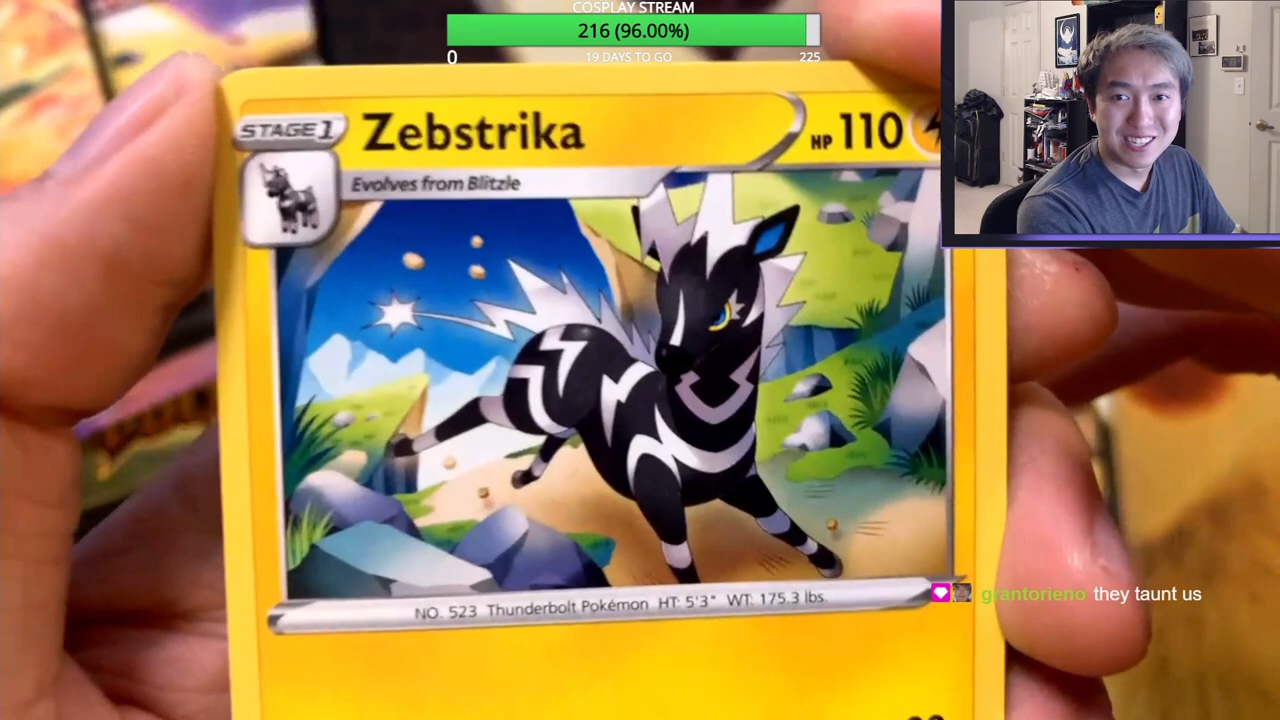 COSPLAY STREAM
216 (96.00%)
0
19 DAYS TO GO
225
STAGE 1
Zebstrika
HP 110
Evolves from Blitzle
NO. 523 Thunderbolt Pokémon HT: 5'3" WT: 175.3 lbs.
grantorieno they taunt us